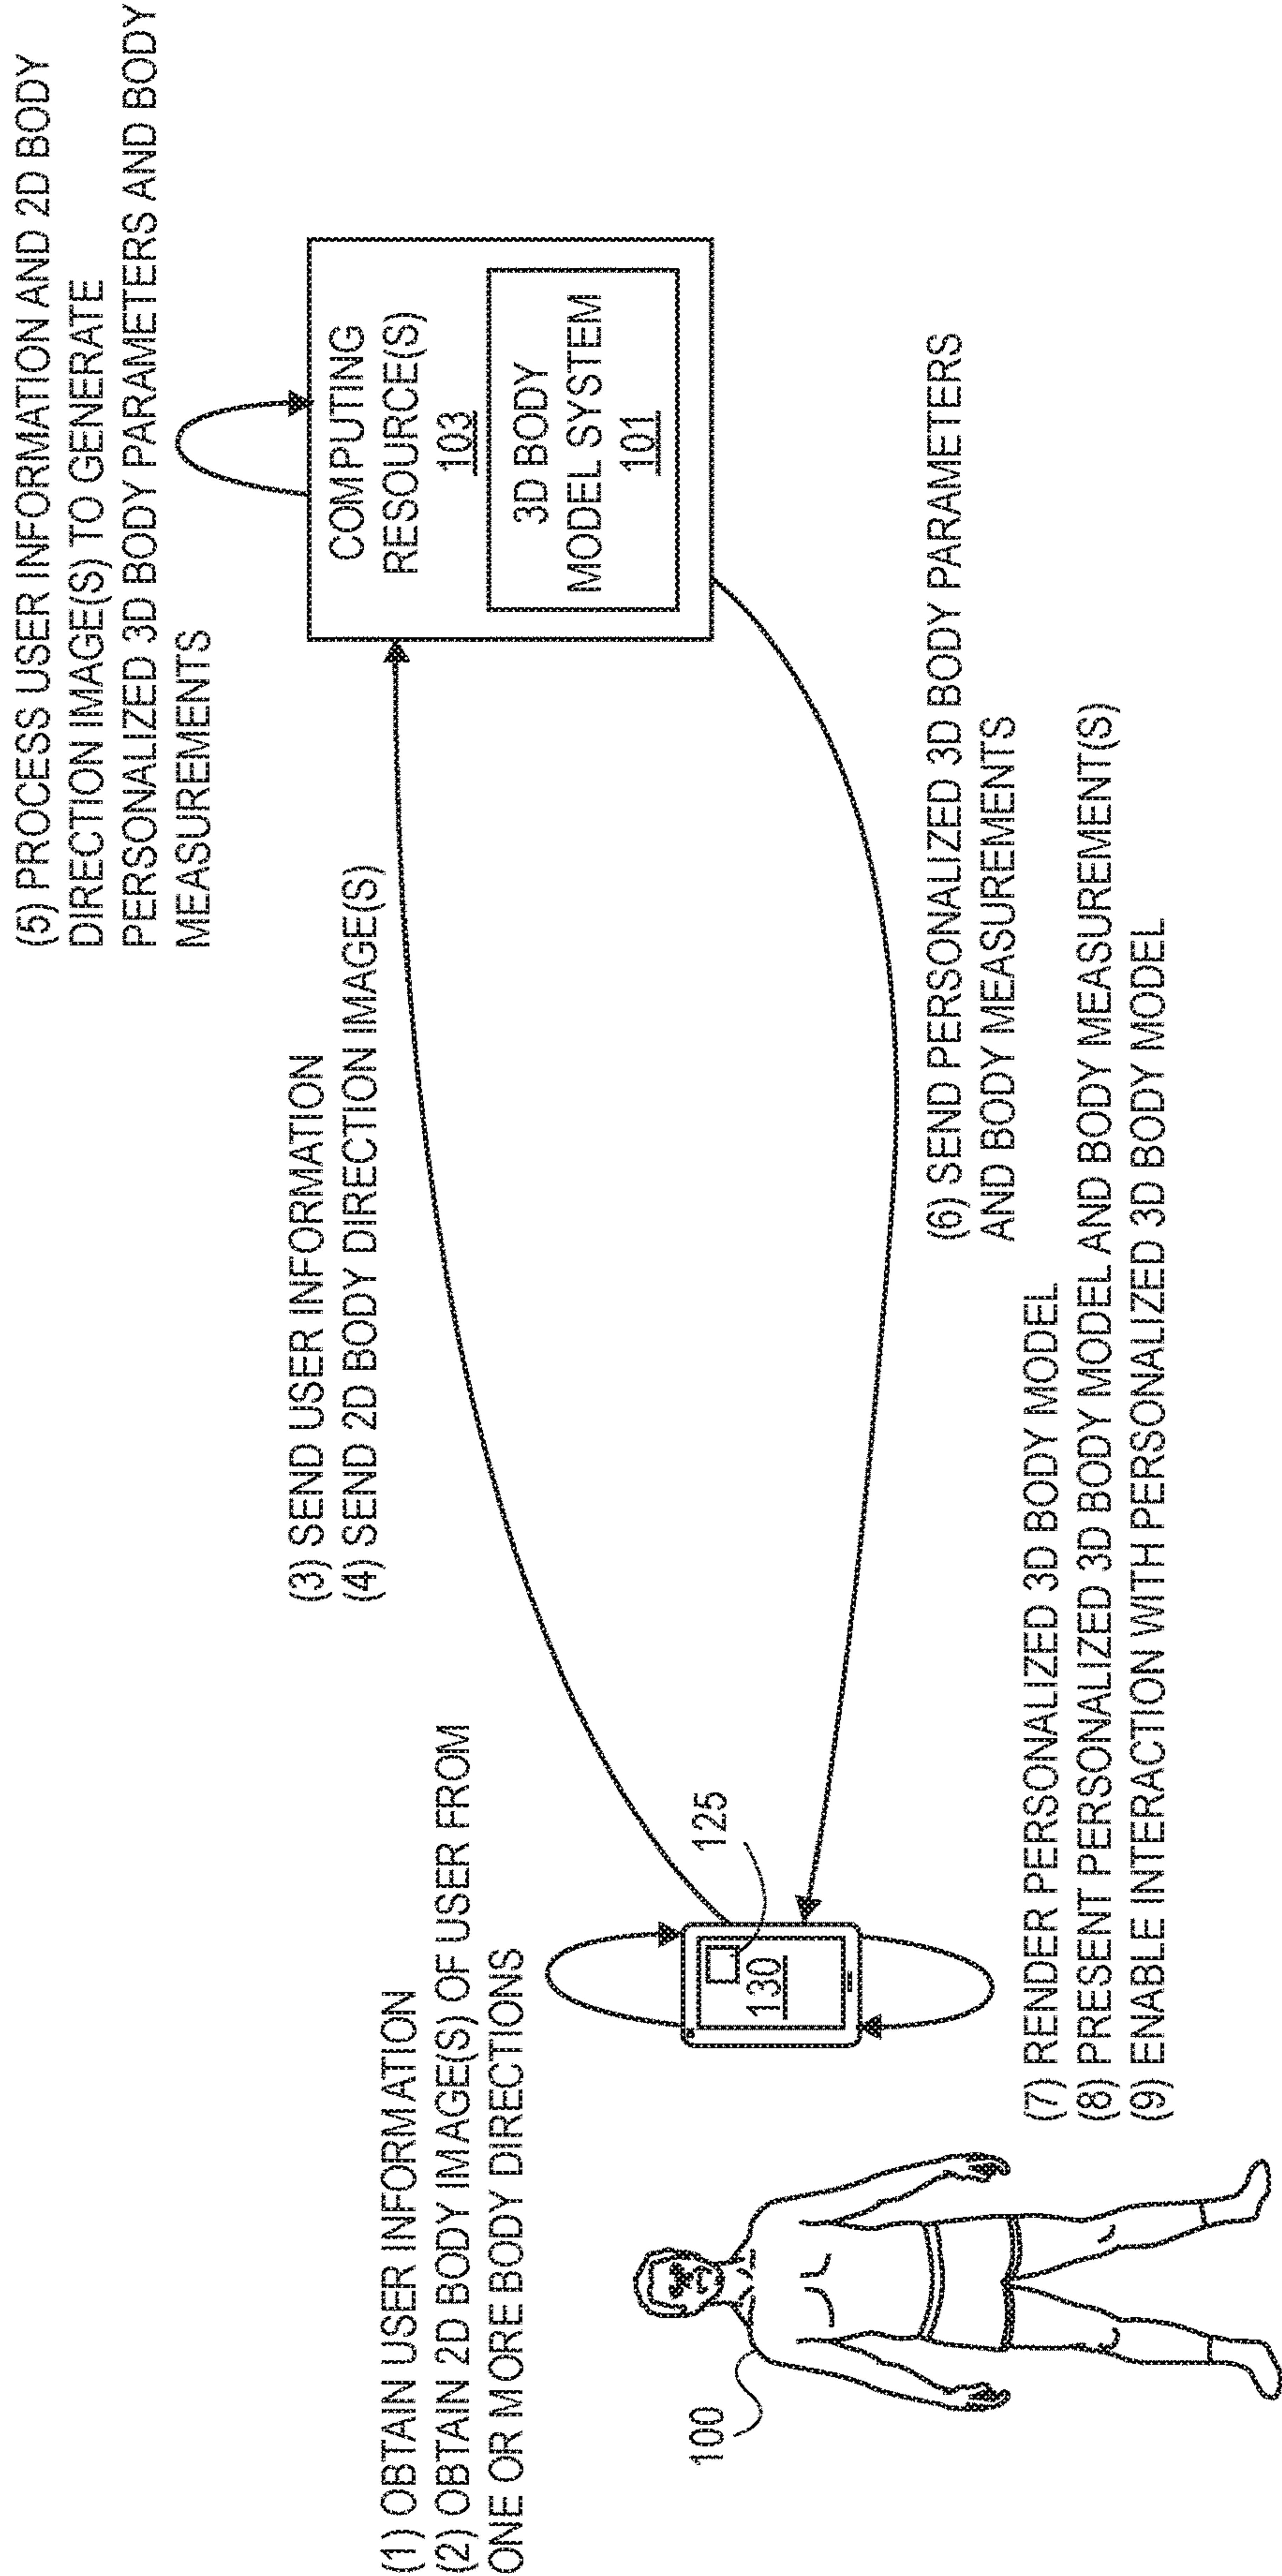 (1) OBTAIN USER INFORMATION
(2) OBTAIN 2D BODY IMAGE(S) OF USER FROM
ONE OR MORE BODY DIRECTIONS
(3) SEND USER INFORMATION
(4) SEND 2D BODY DIRECTION IMAGE(S)
(5) PROCESS USER INFORMATION AND 2D BODY
DIRECTION IMAGE(S) TO GENERATE
PERSONALIZED 3D BODY PARAMETERS AND BODY
MEASUREMENTS
COMPUTING
RESOURCE(S)
103
3D BODY
MODEL SYSTEM
101
100
130
125
(6) SEND PERSONALIZED 3D BODY PARAMETERS
AND BODY MEASUREMENTS
(7) RENDER PERSONALIZED 3D BODY MODEL
(8) PRESENT PERSONALIZED 3D BODY MODEL AND BODY MEASUREMENT(S)
(9) ENABLE INTERACTION WITH PERSONALIZED 3D BODY MODEL